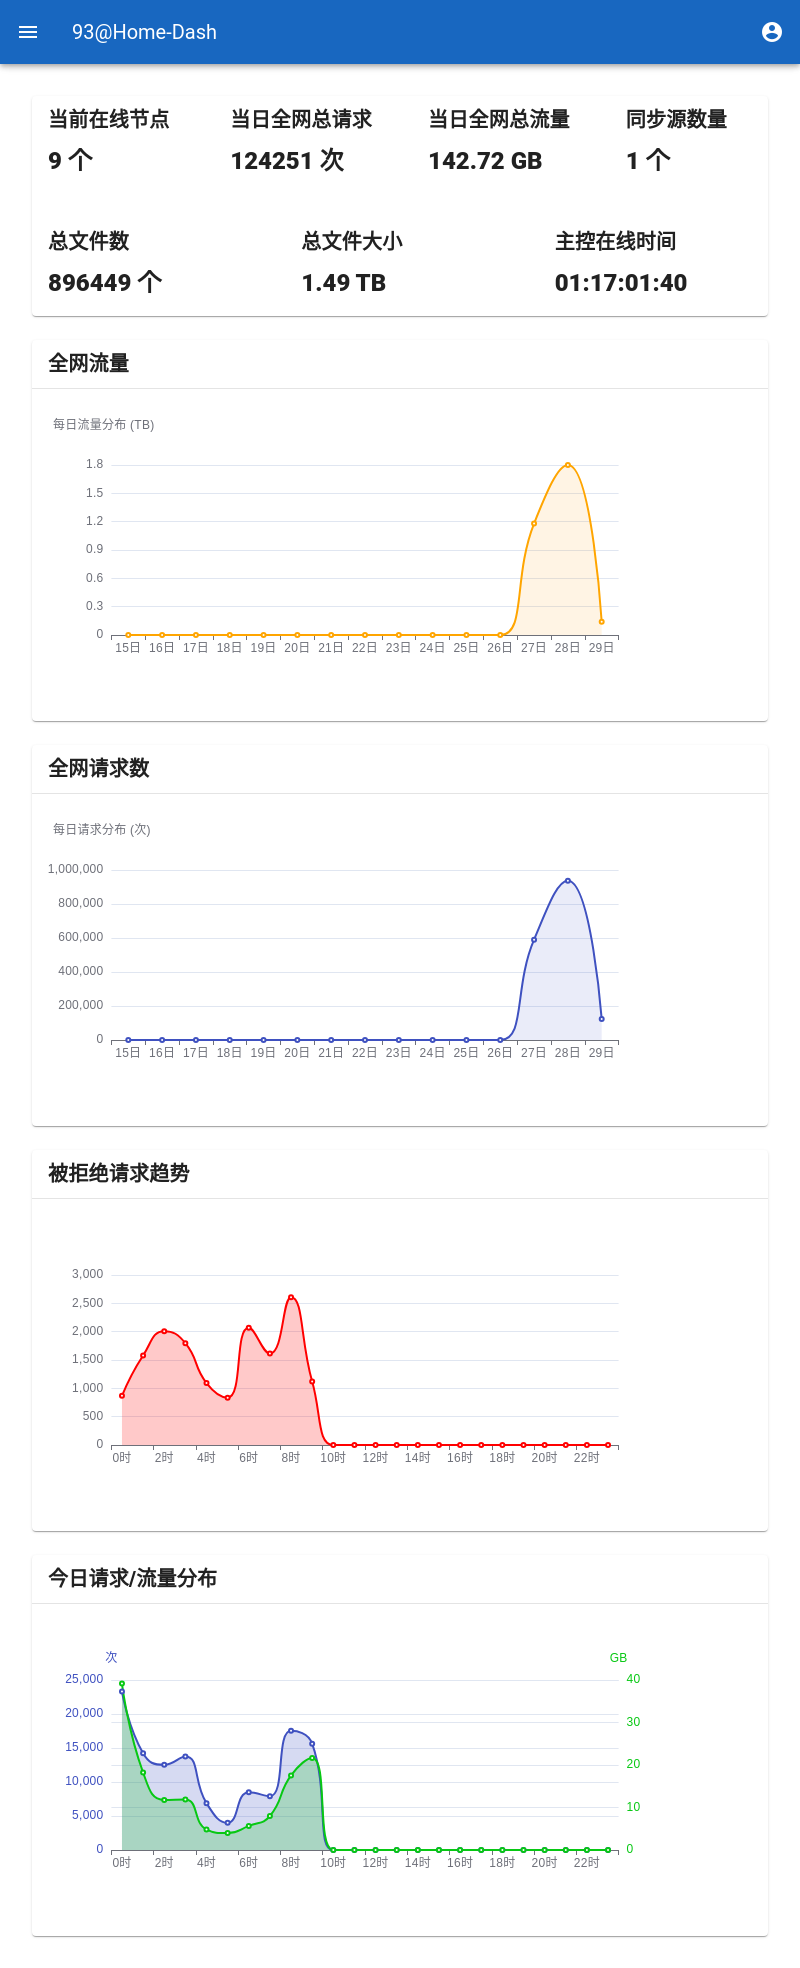 93@Home-Dash
当前在线节点 当日全网总请求 当日全网总流量 同步源数量
9 个 124251 次 142.72 GB 1 个
总文件数 总文件大小 主控在线时间
896449 个 1.49 TB 01:17:01:40
全网流量
每日流量分布 (TB)
1.8
1.5
1.2
0.9
0.6
0.3
0
15日 16日 17日 18日 19日 20日 21日 22日 23日 24日 25日 26日 27日 28日 29日
全网请求数
每日请求分布 (次)
1,000,000
800,000
600,000
400,000
200,000
0
15日 16日 17日 18日 19日 20日 21日 22日 23日 24日 25日 26日 27日 28日 29日
被拒绝请求趋势
3,000
2,500
2,000
1,500
1,000
500
0
0时 2时 4时 6时 8时 10时 12时 14时 16时 18时 20时 22时
今日请求/流量分布
次 GB
25,000 40
20,000
30
15,000
20
10,000
10
5,000
0 0
0时 2时 4时 6时 8时 10时 12时 14时 16时 18时 20时 22时